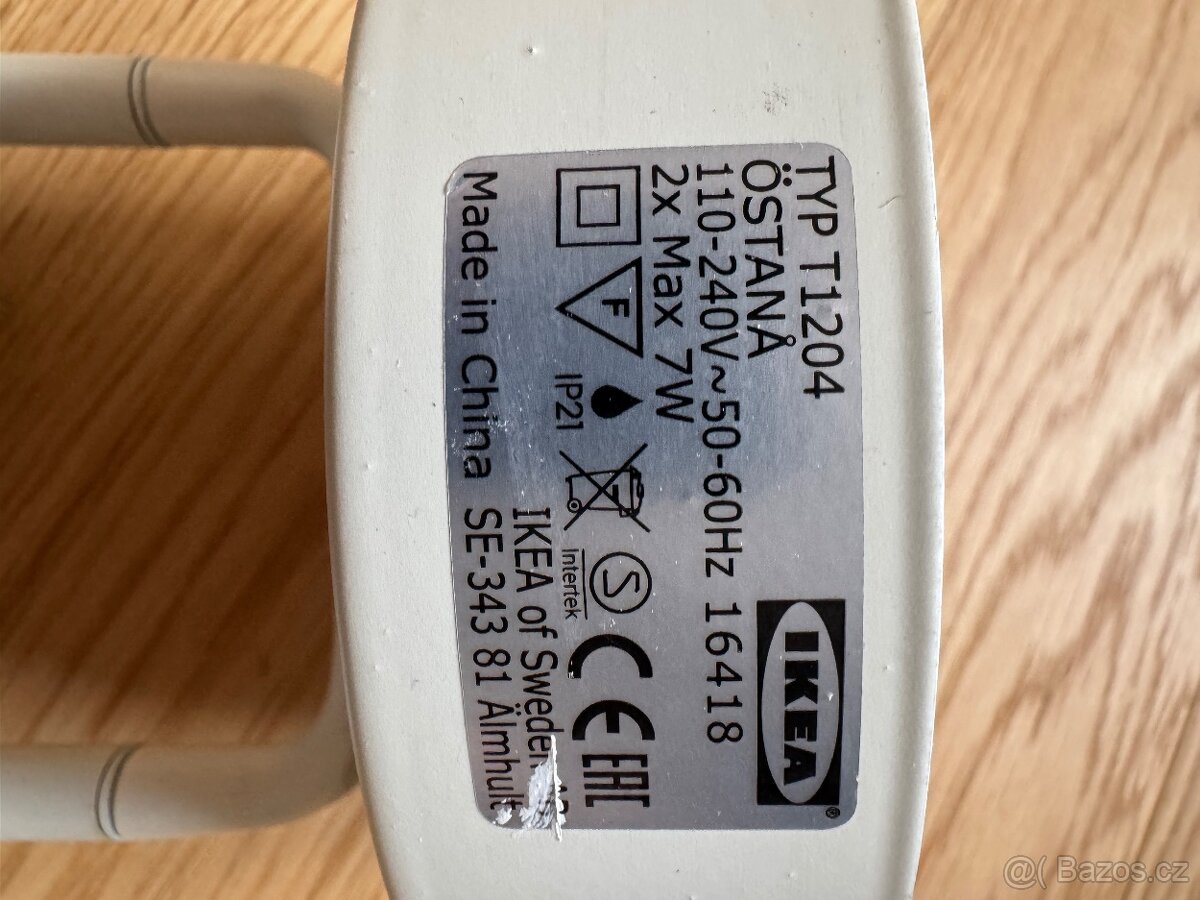 TYP T1204
ÖSTANÅ
110-240V~50-60Hz 16418
2x Max 7W
IKEA
®
F
IP21
S
Intertek
CE
EAC
IKEA of Sweden AB
Made in China SE-343 81 Älmhult
@( Bazos.cz